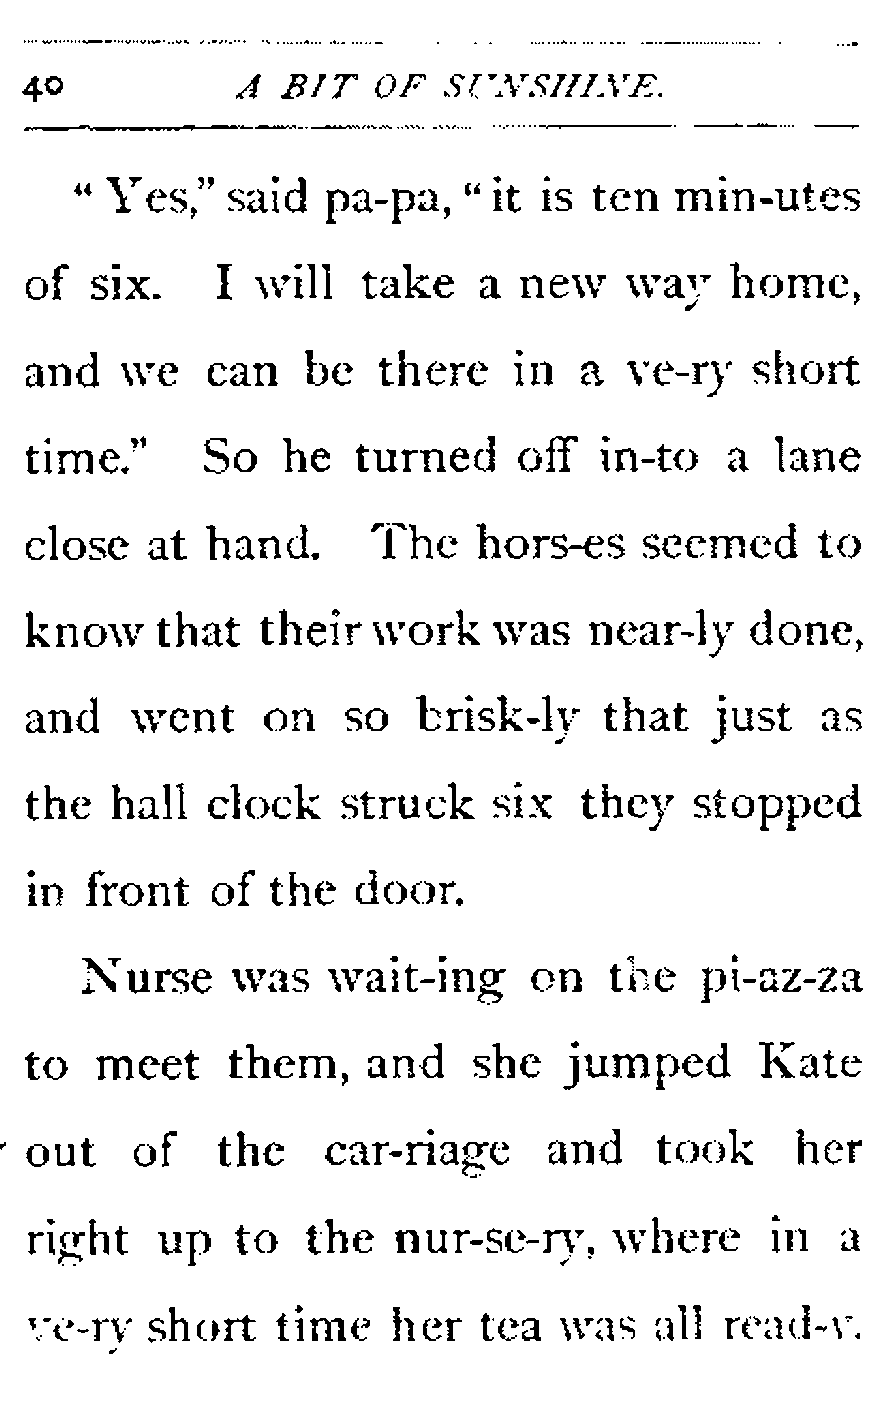 40 A BIT OF SUNSHINE.
" Yes," said pa-pa, " it is ten min-utes
of six. I will take a new way home,
and we can be there in a ve-ry short
time." So he turned off in-to a lane
close at hand. The hors-es seemed to
know that their work was near-ly done,
and went on so brisk-ly that just as
the hall clock struck six they stopped
in front of the door.
Nurse was wait-ing on the pi-az-za
to meet them, and she jumped Kate
out of the car-riage and took her
right up to the nur-se-ry, where in a
ve-ry short time her tea was all read-y.